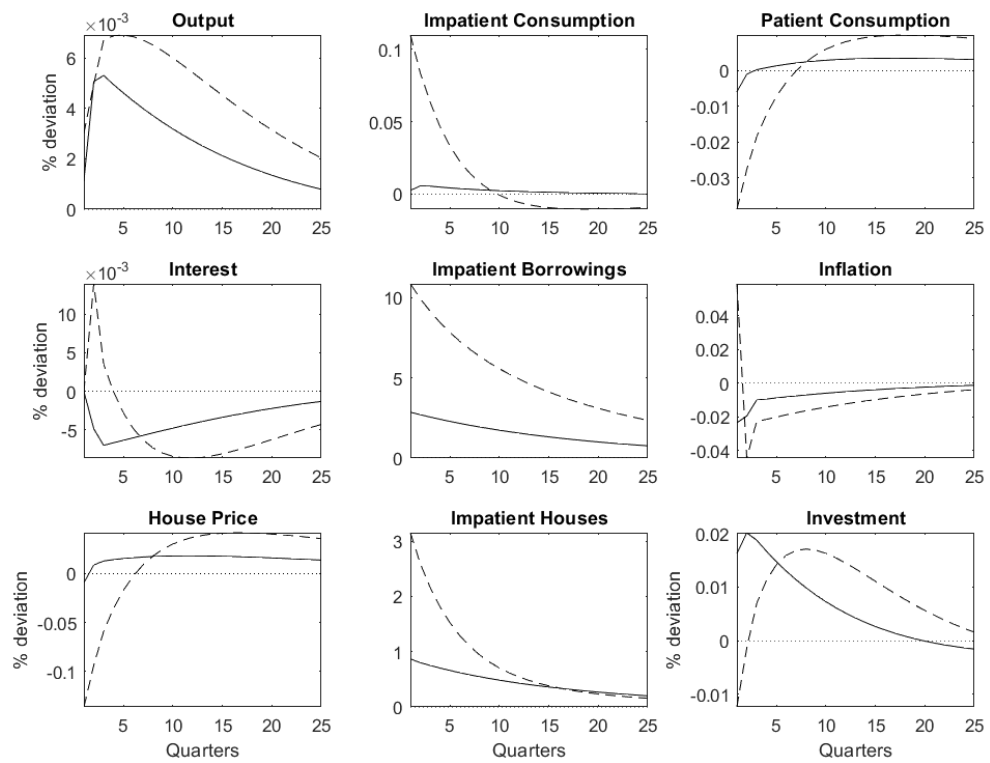 Output
×10-3
% deviation
6
4
2
0
5 10 15 20 25
Impatient Consumption
0.1
0.05
0
5 10 15 20 25
Patient Consumption
0
-0.01
-0.02
-0.03
5 10 15 20 25
Interest
×10-3
% deviation
10
5
0
-5
5 10 15 20 25
Impatient Borrowings
10
5
0
5 10 15 20 25
Inflation
0.04
0.02
0
-0.02
-0.04
5 10 15 20 25
House Price
% deviation
0
-0.05
-0.1
5 10 15 20 25
Quarters
Impatient Houses
3
2
1
0
5 10 15 20 25
Quarters
Investment
% deviation
0.02
0.01
0
-0.01
5 10 15 20 25
Quarters